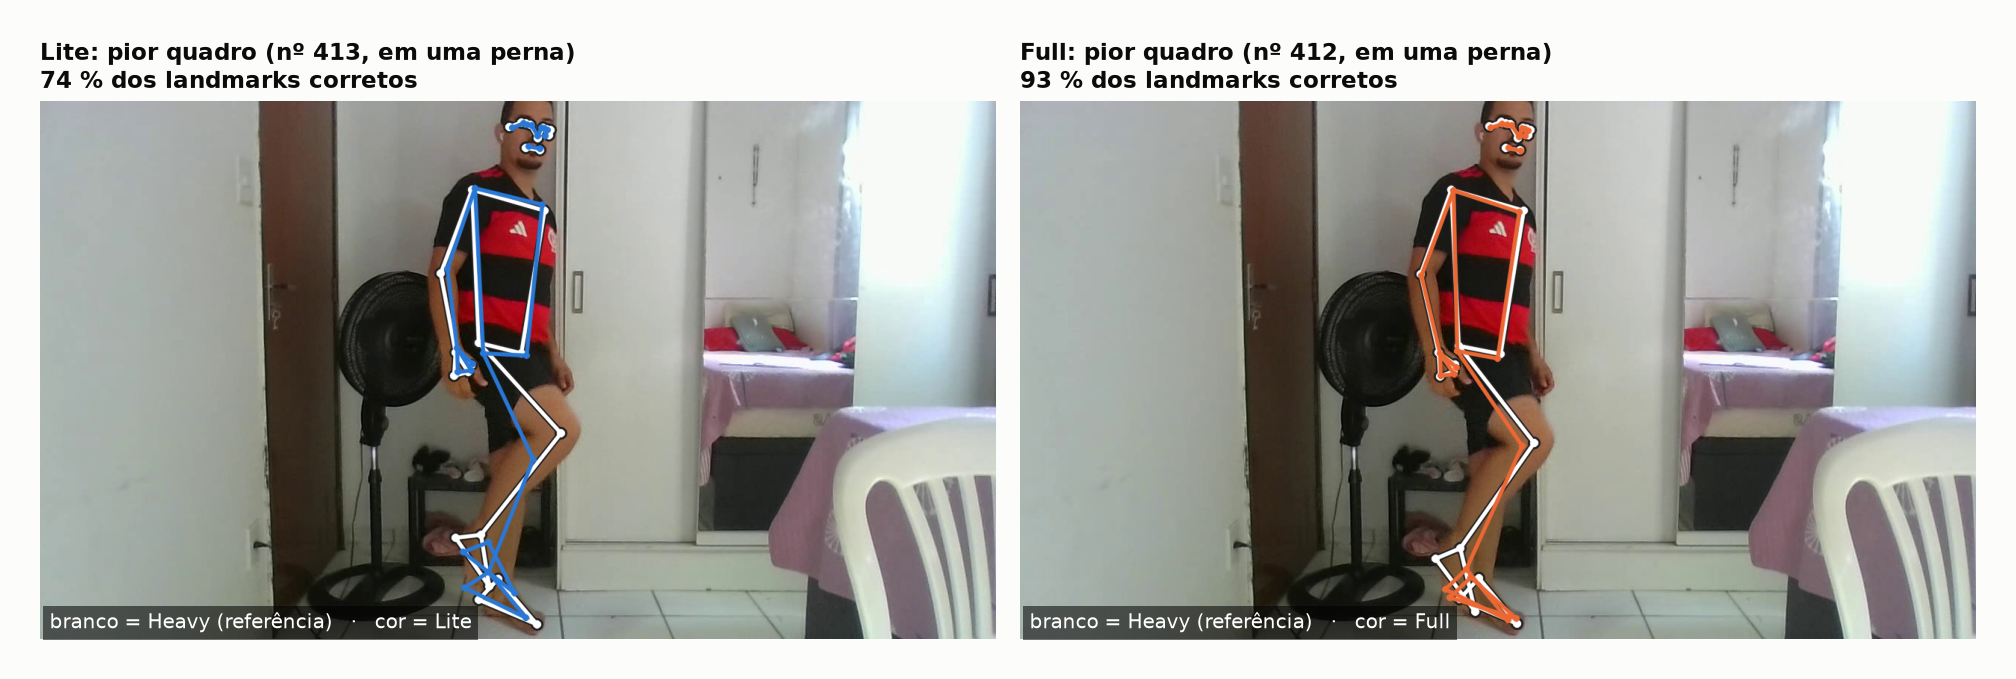 Lite: pior quadro (nº 413, em uma perna)
74 % dos landmarks corretos
Full: pior quadro (nº 412, em uma perna)
93 % dos landmarks corretos
branco = Heavy (referência) · cor = Lite
branco = Heavy (referência) · cor = Full